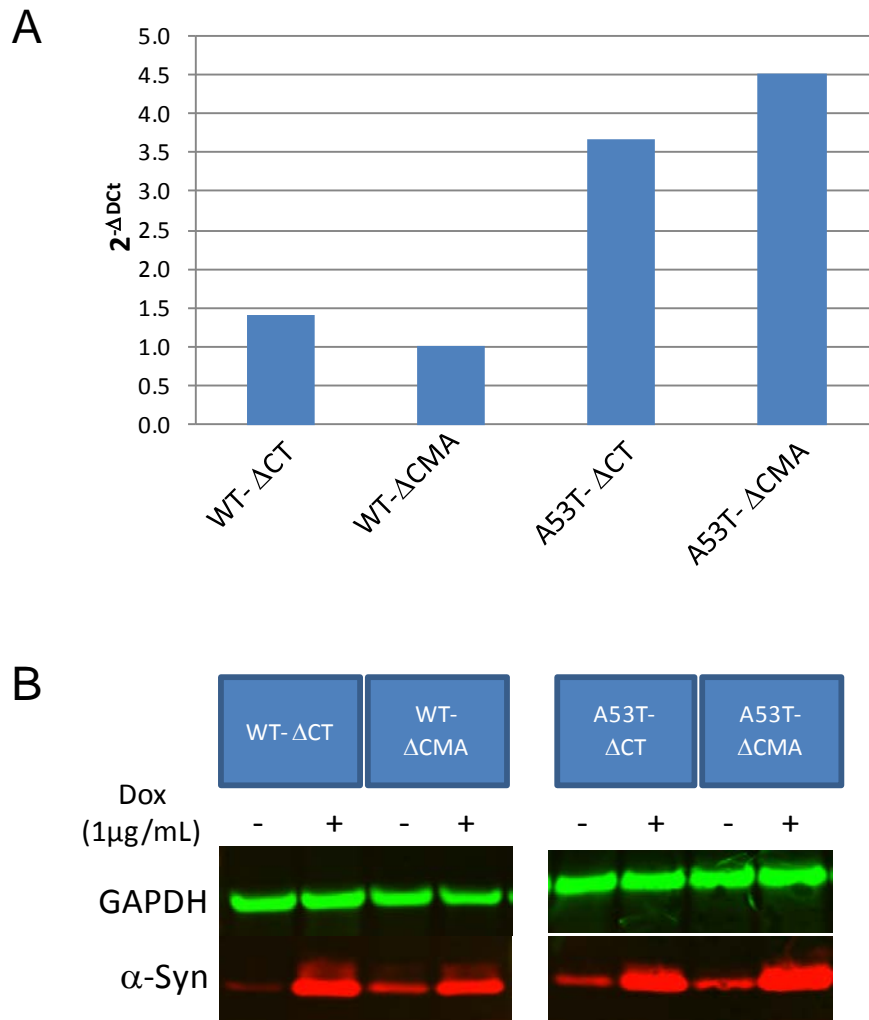 A
5.0
4.5
4.0
3.5
3.0
2.5
2.0
1.5
1.0
0.5
0.0
2-ΔDCt
WT- ΔCT
WT-ΔCMA
A53T- ΔCT
A53T- ΔCMA
B
WT- ΔCT
WT-
ΔCMA
A53T-
ΔCT
A53T-
ΔCMA
Dox
(1µg/mL)
- + - + - + - +
GAPDH
α-Syn